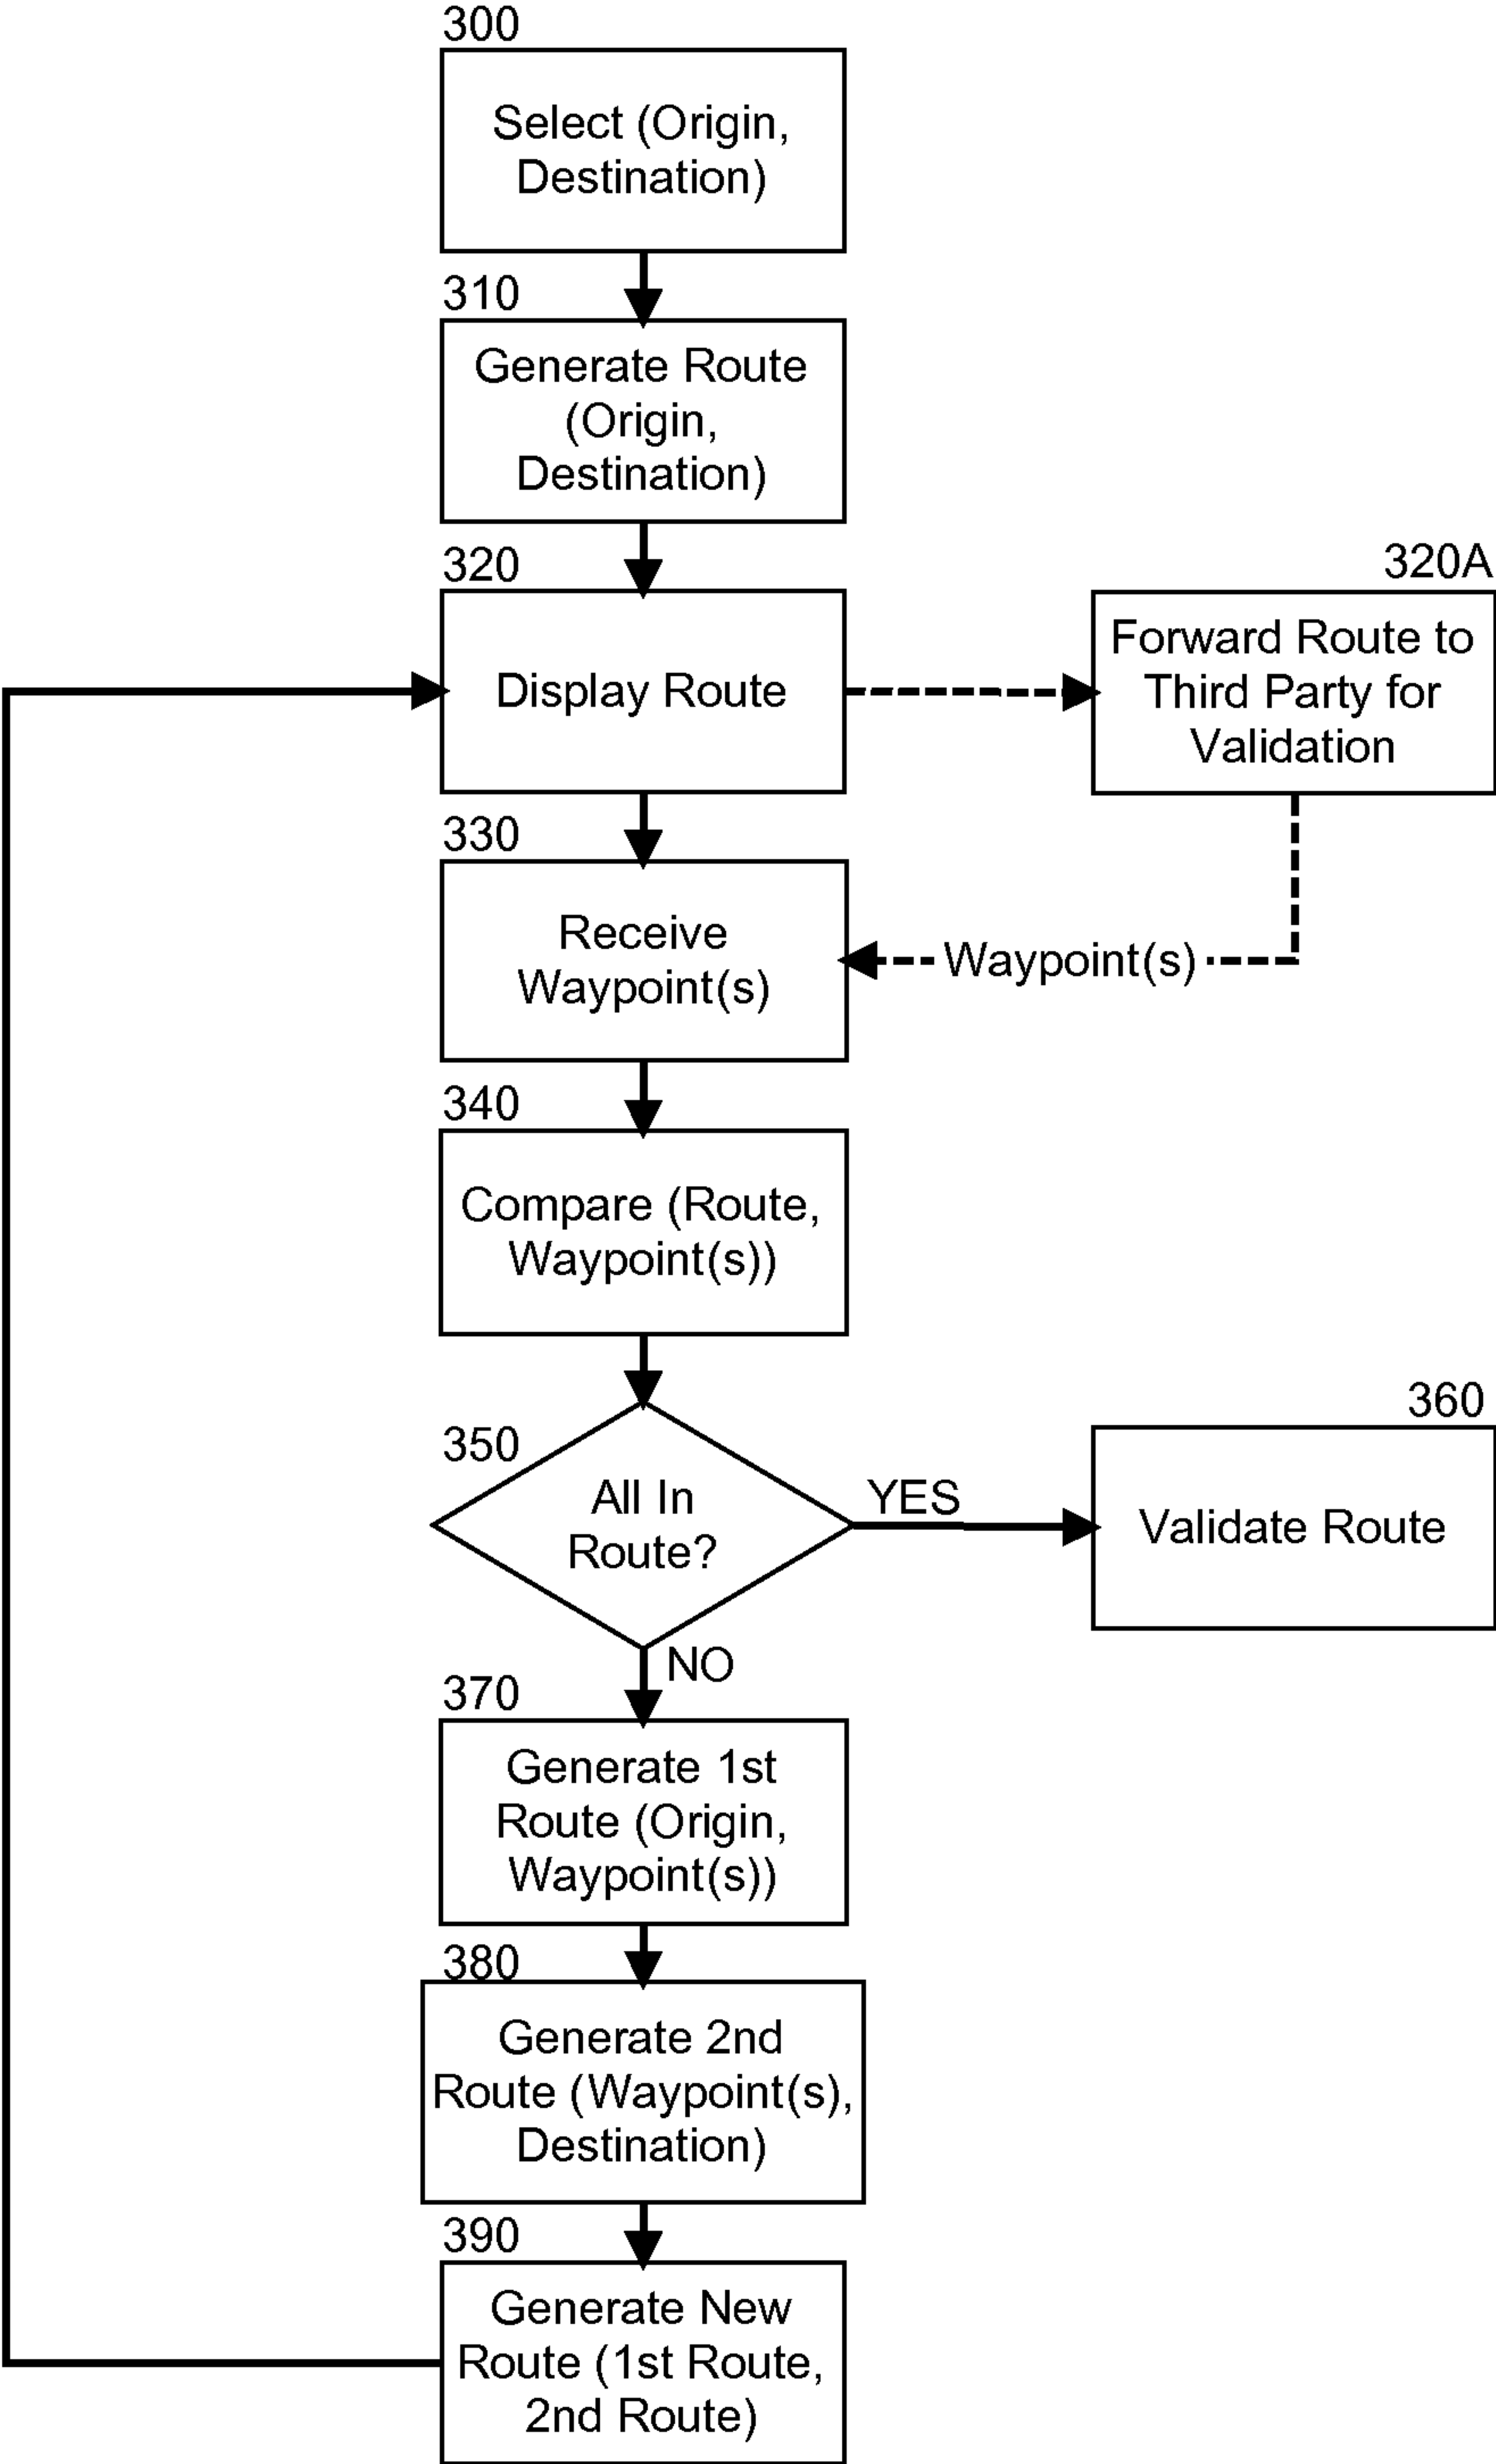 300
Select (Origin,
Destination)
310
Generate Route
(Origin,
Destination)
320
Display Route
320A
Forward Route to
Third Party for
Validation
330
Receive
Waypoint(s)
Waypoint(s)
340
Compare (Route,
Waypoint(s))
350
All In
Route?
YES
360
Validate Route
NO
370
Generate 1st
Route (Origin,
Waypoint(s))
380
Generate 2nd
Route (Waypoint(s),
Destination)
390
Generate New
Route (1st Route,
2nd Route)